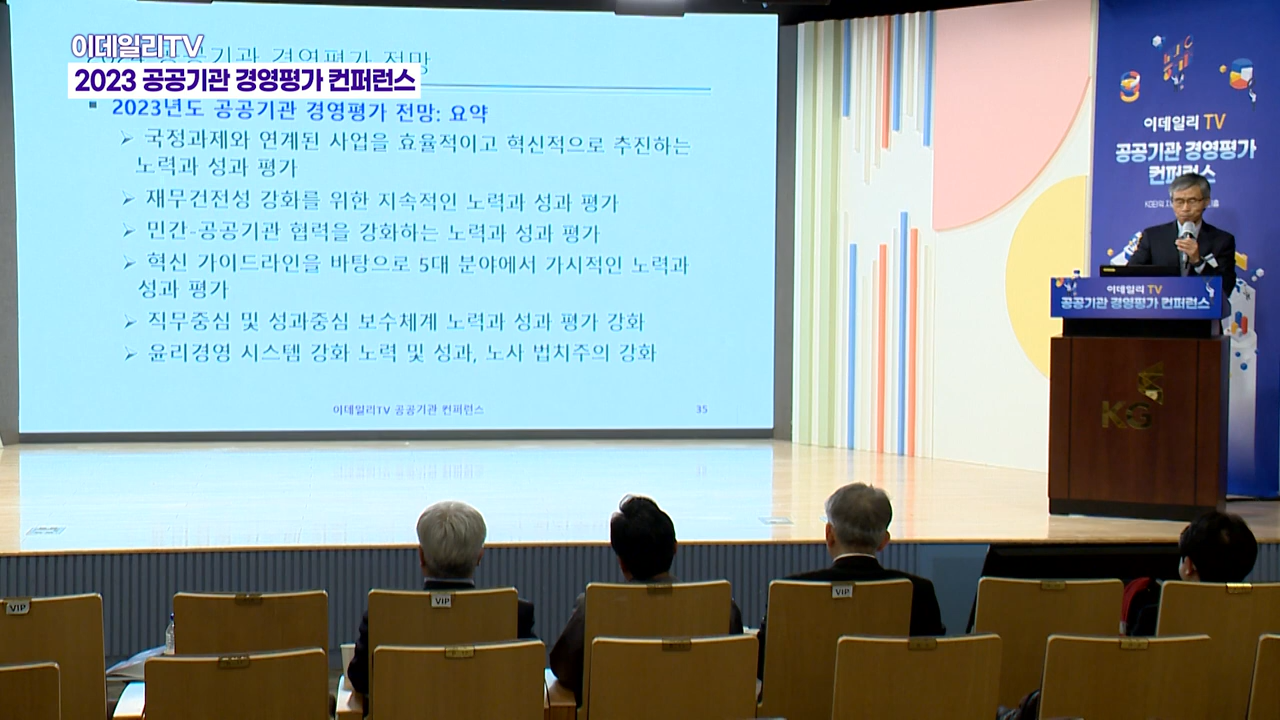 이데일리TV
2023 공공기관 경영평가 컨퍼런스
공공기관 경영평가 전망
2023년도 공공기관 경영평가 전망: 요약
국정과제와 연계된 사업을 효율적이고 혁신적으로 추진하는
노력과 성과 평가
재무건전성 강화를 위한 지속적인 노력과 성과 평가
민간-공공기관 협력을 강화하는 노력과 성과 평가
혁신 가이드라인을 바탕으로 5대 분야에서 가시적인 노력과
성과 평가
직무중심 및 성과중심 보수체계 노력과 성과 평가 강화
윤리경영 시스템 강화 노력 및 성과, 노사 법치주의 강화
이데일리TV 공공기관 컨퍼런스
35
이데일리 TV
공공기관 경영평가
컨퍼런스
이데일리 TV
공공기관 경영평가 컨퍼런스
KG
VIP
VIP
VIP